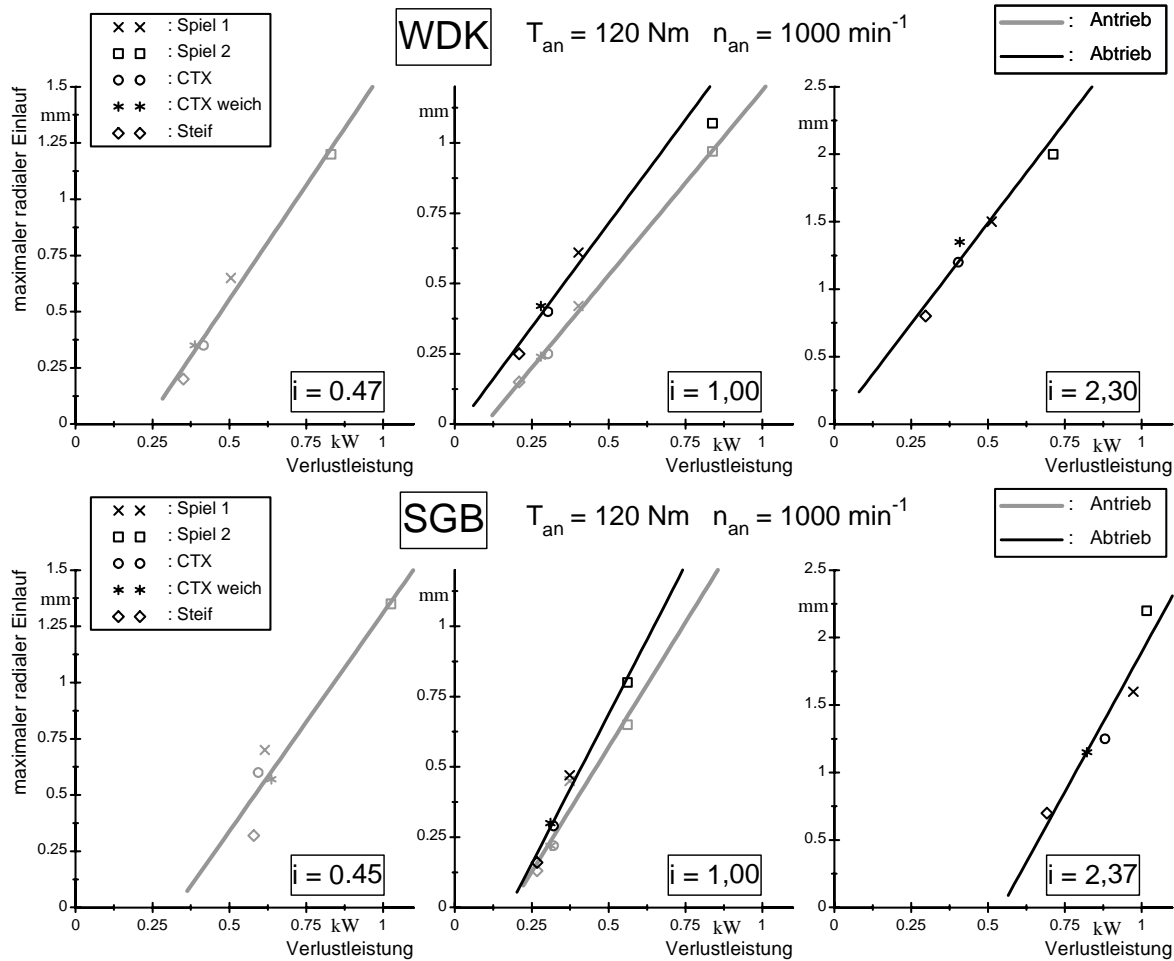 × × : Spiel 1
□ □ : Spiel 2
○ ○ : CTX
* * : CTX weich
◇ ◇ : Steif
WDK
T_an = 120 Nm n_an = 1000 min⁻¹
: Antrieb
: Abtrieb
maximaler radialer Einlauf
1.5
mm
1.25
1
0.75
0.5
0.25
0
0 0.25 0.5 0.75 1
kW
Verlustleistung
i = 0.47
mm
1
0.75
0.5
0.25
0
0 0.25 0.5 0.75 1
kW
Verlustleistung
i = 1,00
2.5
mm
2
1.5
1
0.5
0
0 0.25 0.5 0.75 1
kW
Verlustleistung
i = 2,30
× × : Spiel 1
□ □ : Spiel 2
○ ○ : CTX
* * : CTX weich
◇ ◇ : Steif
SGB
T_an = 120 Nm n_an = 1000 min⁻¹
: Antrieb
: Abtrieb
maximaler radialer Einlauf
1.5
mm
1.25
1
0.75
0.5
0.25
0
0 0.25 0.5 0.75 1
kW
Verlustleistung
i = 0.45
mm
1
0.75
0.5
0.25
0
0 0.25 0.5 0.75 1
kW
Verlustleistung
i = 1,00
2.5
mm
2
1.5
1
0.5
0
0 0.25 0.5 0.75 1
kW
Verlustleistung
i = 2,37